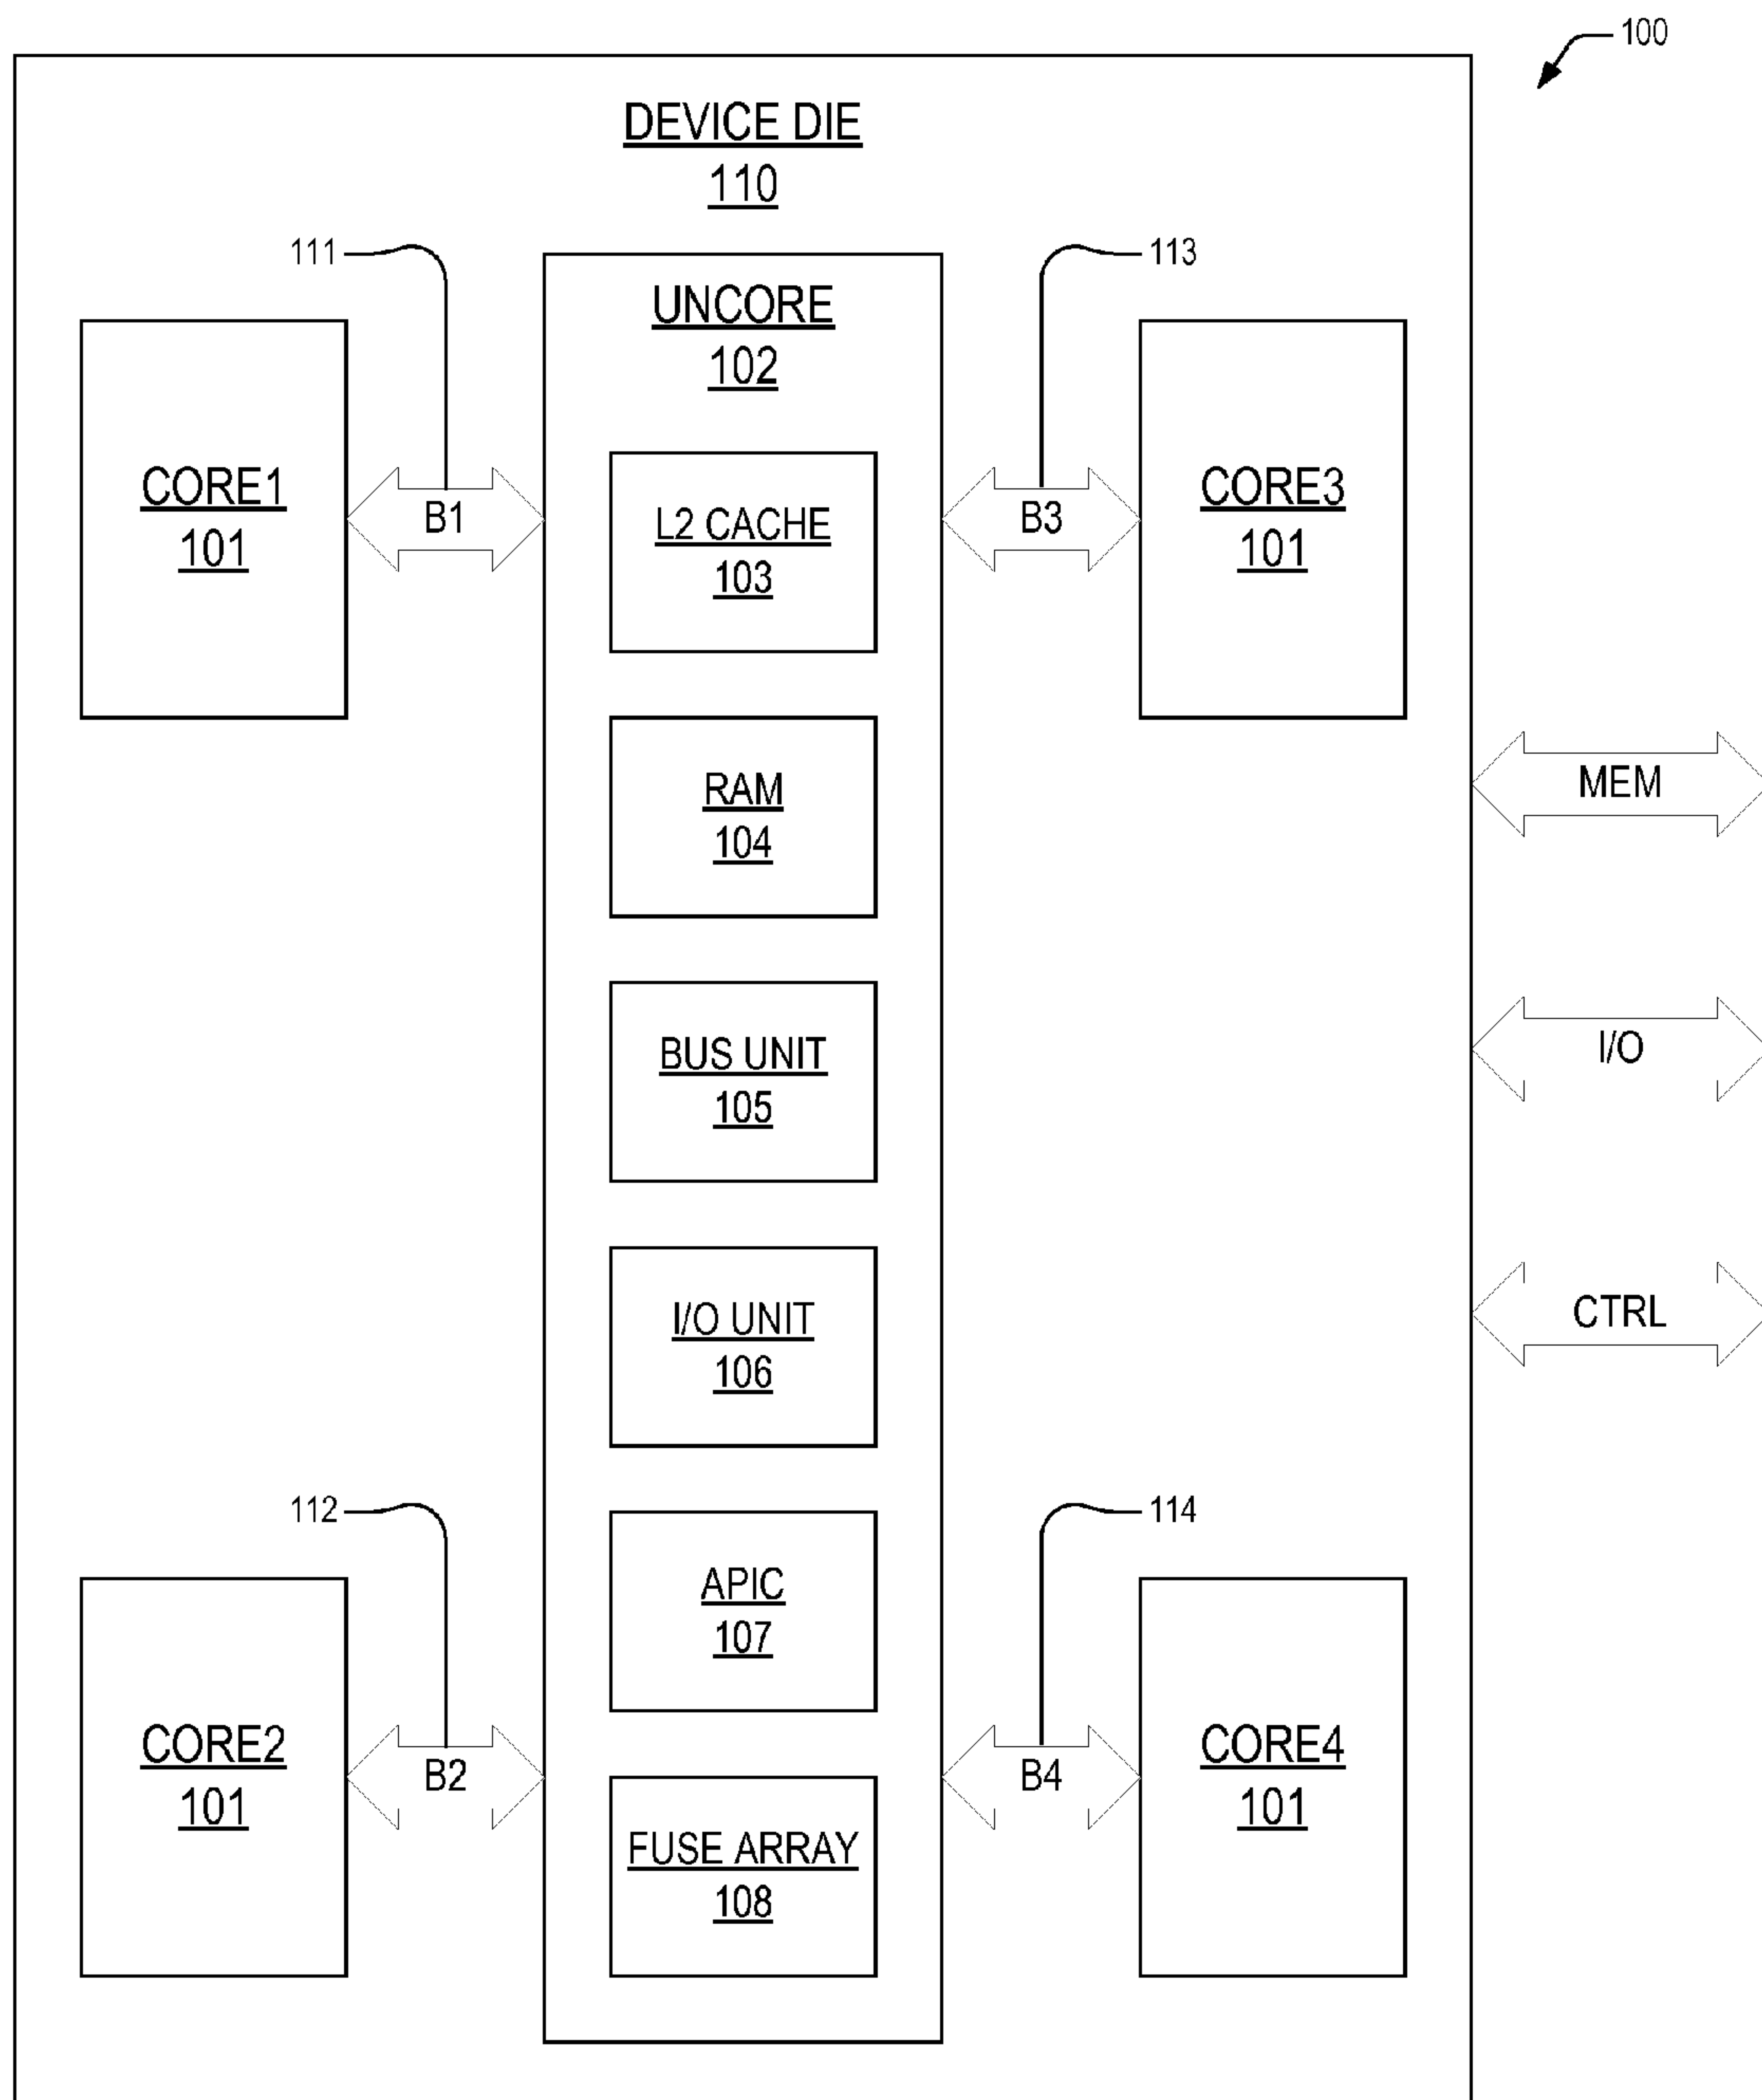 100
DEVICE DIE
110
111
113
UNCORE
102
CORE1
101
B1
L2 CACHE
103
B3
CORE3
101
RAM
104
MEM
BUS UNIT
105
I/O
I/O UNIT
106
CTRL
112
114
APIC
107
CORE2
101
B2
FUSE ARRAY
108
B4
CORE4
101